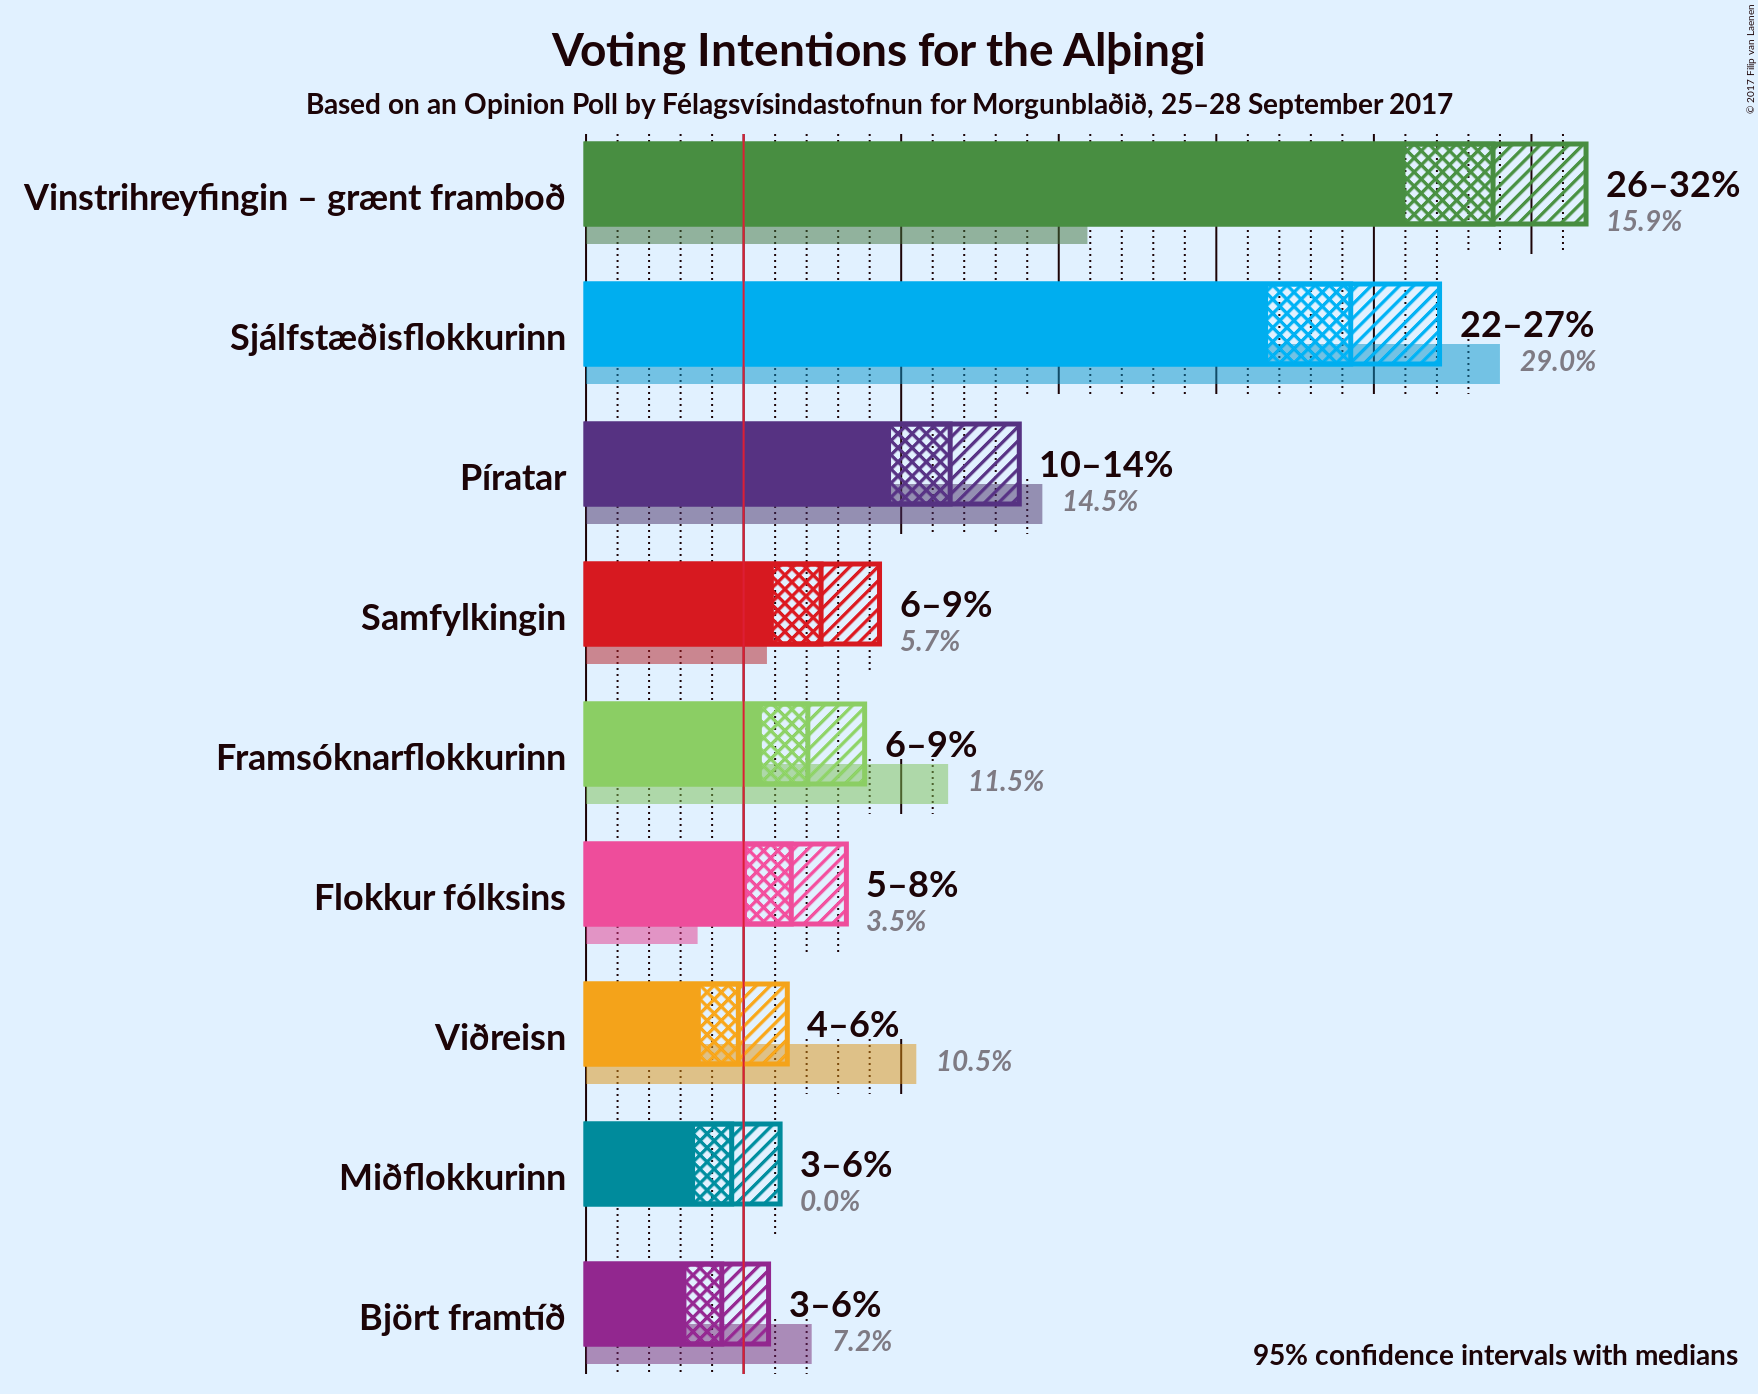 Voting Intentions for the Alþingi
Based on an Opinion Poll by Félagsvísindastofnun for Morgunblaðið, 25–28 September 2017
© 2017 Filip van Laenen
Vinstrihreyfingin – grænt framboð
26–32%
15.9%
Sjálfstæðisflokkurinn
22–27%
29.0%
Píratar
10–14%
14.5%
Samfylkingin
6–9%
5.7%
Framsóknarflokkurinn
6–9%
11.5%
Flokkur fólksins
5–8%
3.5%
Viðreisn
4–6%
10.5%
Miðflokkurinn
3–6%
0.0%
Björt framtíð
3–6%
7.2%
95% confidence intervals with medians